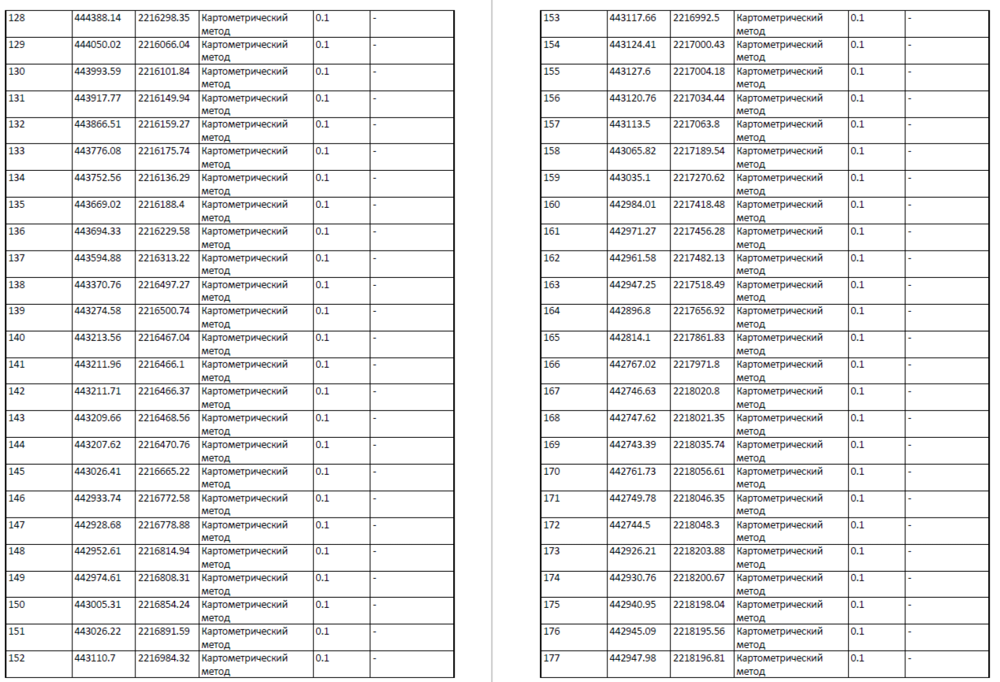 128 444388.14 2216298.35 Картометрический 0.1 -
метод
129 444050.02 2216066.04 Картометрический 0.1 -
метод
130 443993.59 2216101.84 Картометрический 0.1 -
метод
131 443917.77 2216149.94 Картометрический 0.1 -
метод
132 443866.51 2216159.27 Картометрический 0.1 -
метод
133 443776.08 2216175.74 Картометрический 0.1 -
метод
134 443752.56 2216136.29 Картометрический 0.1 -
метод
135 443669.02 2216188.4 Картометрический 0.1 -
метод
136 443694.33 2216229.58 Картометрический 0.1 -
метод
137 443594.88 2216313.22 Картометрический 0.1 -
метод
138 443370.76 2216497.27 Картометрический 0.1 -
метод
139 443274.58 2216500.74 Картометрический 0.1 -
метод
140 443213.56 2216467.04 Картометрический 0.1 -
метод
141 443211.96 2216466.1 Картометрический 0.1 -
метод
142 443211.71 2216466.37 Картометрический 0.1 -
метод
143 443209.66 2216468.56 Картометрический 0.1 -
метод
144 443207.62 2216470.76 Картометрический 0.1 -
метод
145 443026.41 2216665.22 Картометрический 0.1 -
метод
146 442933.74 2216772.58 Картометрический 0.1 -
метод
147 442928.68 2216778.88 Картометрический 0.1 -
метод
148 442952.61 2216814.94 Картометрический 0.1 -
метод
149 442974.61 2216808.31 Картометрический 0.1 -
метод
150 443005.31 2216854.24 Картометрический 0.1 -
метод
151 443026.22 2216891.59 Картометрический 0.1 -
метод
152 443110.7 2216984.32 Картометрический 0.1 -
метод
153 443117.66 2216992.5 Картометрический 0.1 -
метод
154 443124.41 2217000.43 Картометрический 0.1 -
метод
155 443127.6 2217004.18 Картометрический 0.1 -
метод
156 443120.76 2217034.44 Картометрический 0.1 -
метод
157 443113.5 2217063.8 Картометрический 0.1 -
метод
158 443065.82 2217189.54 Картометрический 0.1 -
метод
159 443035.1 2217270.62 Картометрический 0.1 -
метод
160 442984.01 2217418.48 Картометрический 0.1 -
метод
161 442971.27 2217456.28 Картометрический 0.1 -
метод
162 442961.58 2217482.13 Картометрический 0.1 -
метод
163 442947.25 2217518.49 Картометрический 0.1 -
метод
164 442896.8 2217656.92 Картометрический 0.1 -
метод
165 442814.1 2217861.83 Картометрический 0.1 -
метод
166 442767.02 2217971.8 Картометрический 0.1 -
метод
167 442746.63 2218020.8 Картометрический 0.1 -
метод
168 442747.62 2218021.35 Картометрический 0.1 -
метод
169 442743.39 2218035.74 Картометрический 0.1 -
метод
170 442761.73 2218056.61 Картометрический 0.1 -
метод
171 442749.78 2218046.35 Картометрический 0.1 -
метод
172 442744.5 2218048.3 Картометрический 0.1 -
метод
173 442926.21 2218203.88 Картометрический 0.1 -
метод
174 442930.76 2218200.67 Картометрический 0.1 -
метод
175 442940.95 2218198.04 Картометрический 0.1 -
метод
176 442945.09 2218195.56 Картометрический 0.1 -
метод
177 442947.98 2218196.81 Картометрический 0.1 -
метод